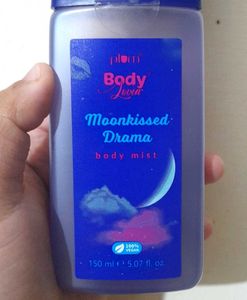 plum
Body
Lovin'
Moonkissed
Drama
body mist
100%
VEGAN
150 ml ℮ 5.07 fl. oz.